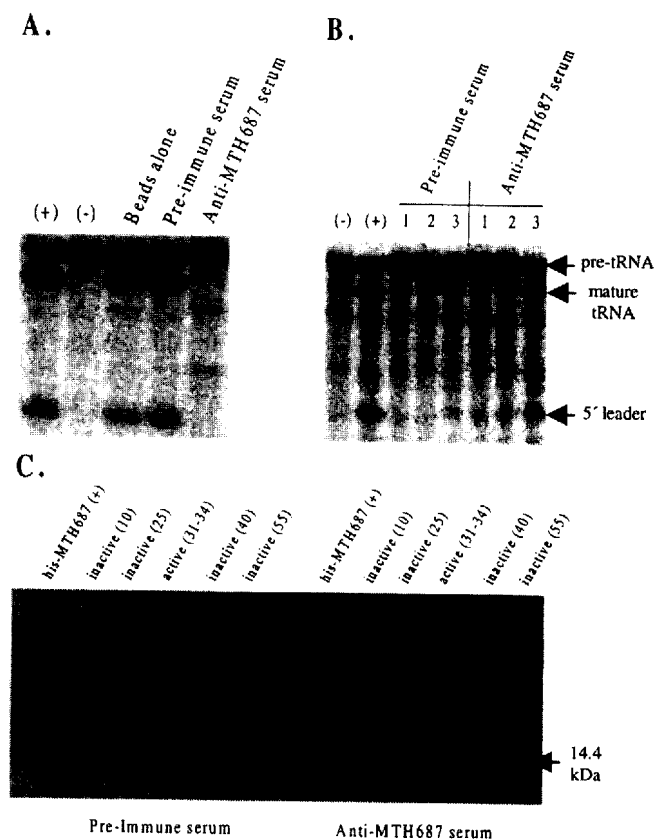 A.
(+)
(-)
Beads alone
Pre-immune serum
Anti-MTH687 serum
B.
Pre-immune serum
Anti-MTH687 serum
(-) (+) 1 2 3 1 2 3
pre-tRNA
mature
tRNA
5´ leader
C.
his-MTH687 (+)
inactive (10)
inactive (25)
active (31-34)
inactive (40)
inactive (55)
his-MTH687 (+)
inactive (10)
inactive (25)
active (31-34)
inactive (40)
inactive (55)
14.4
kDa
Pre-Immune serum
Anti-MTH687 serum